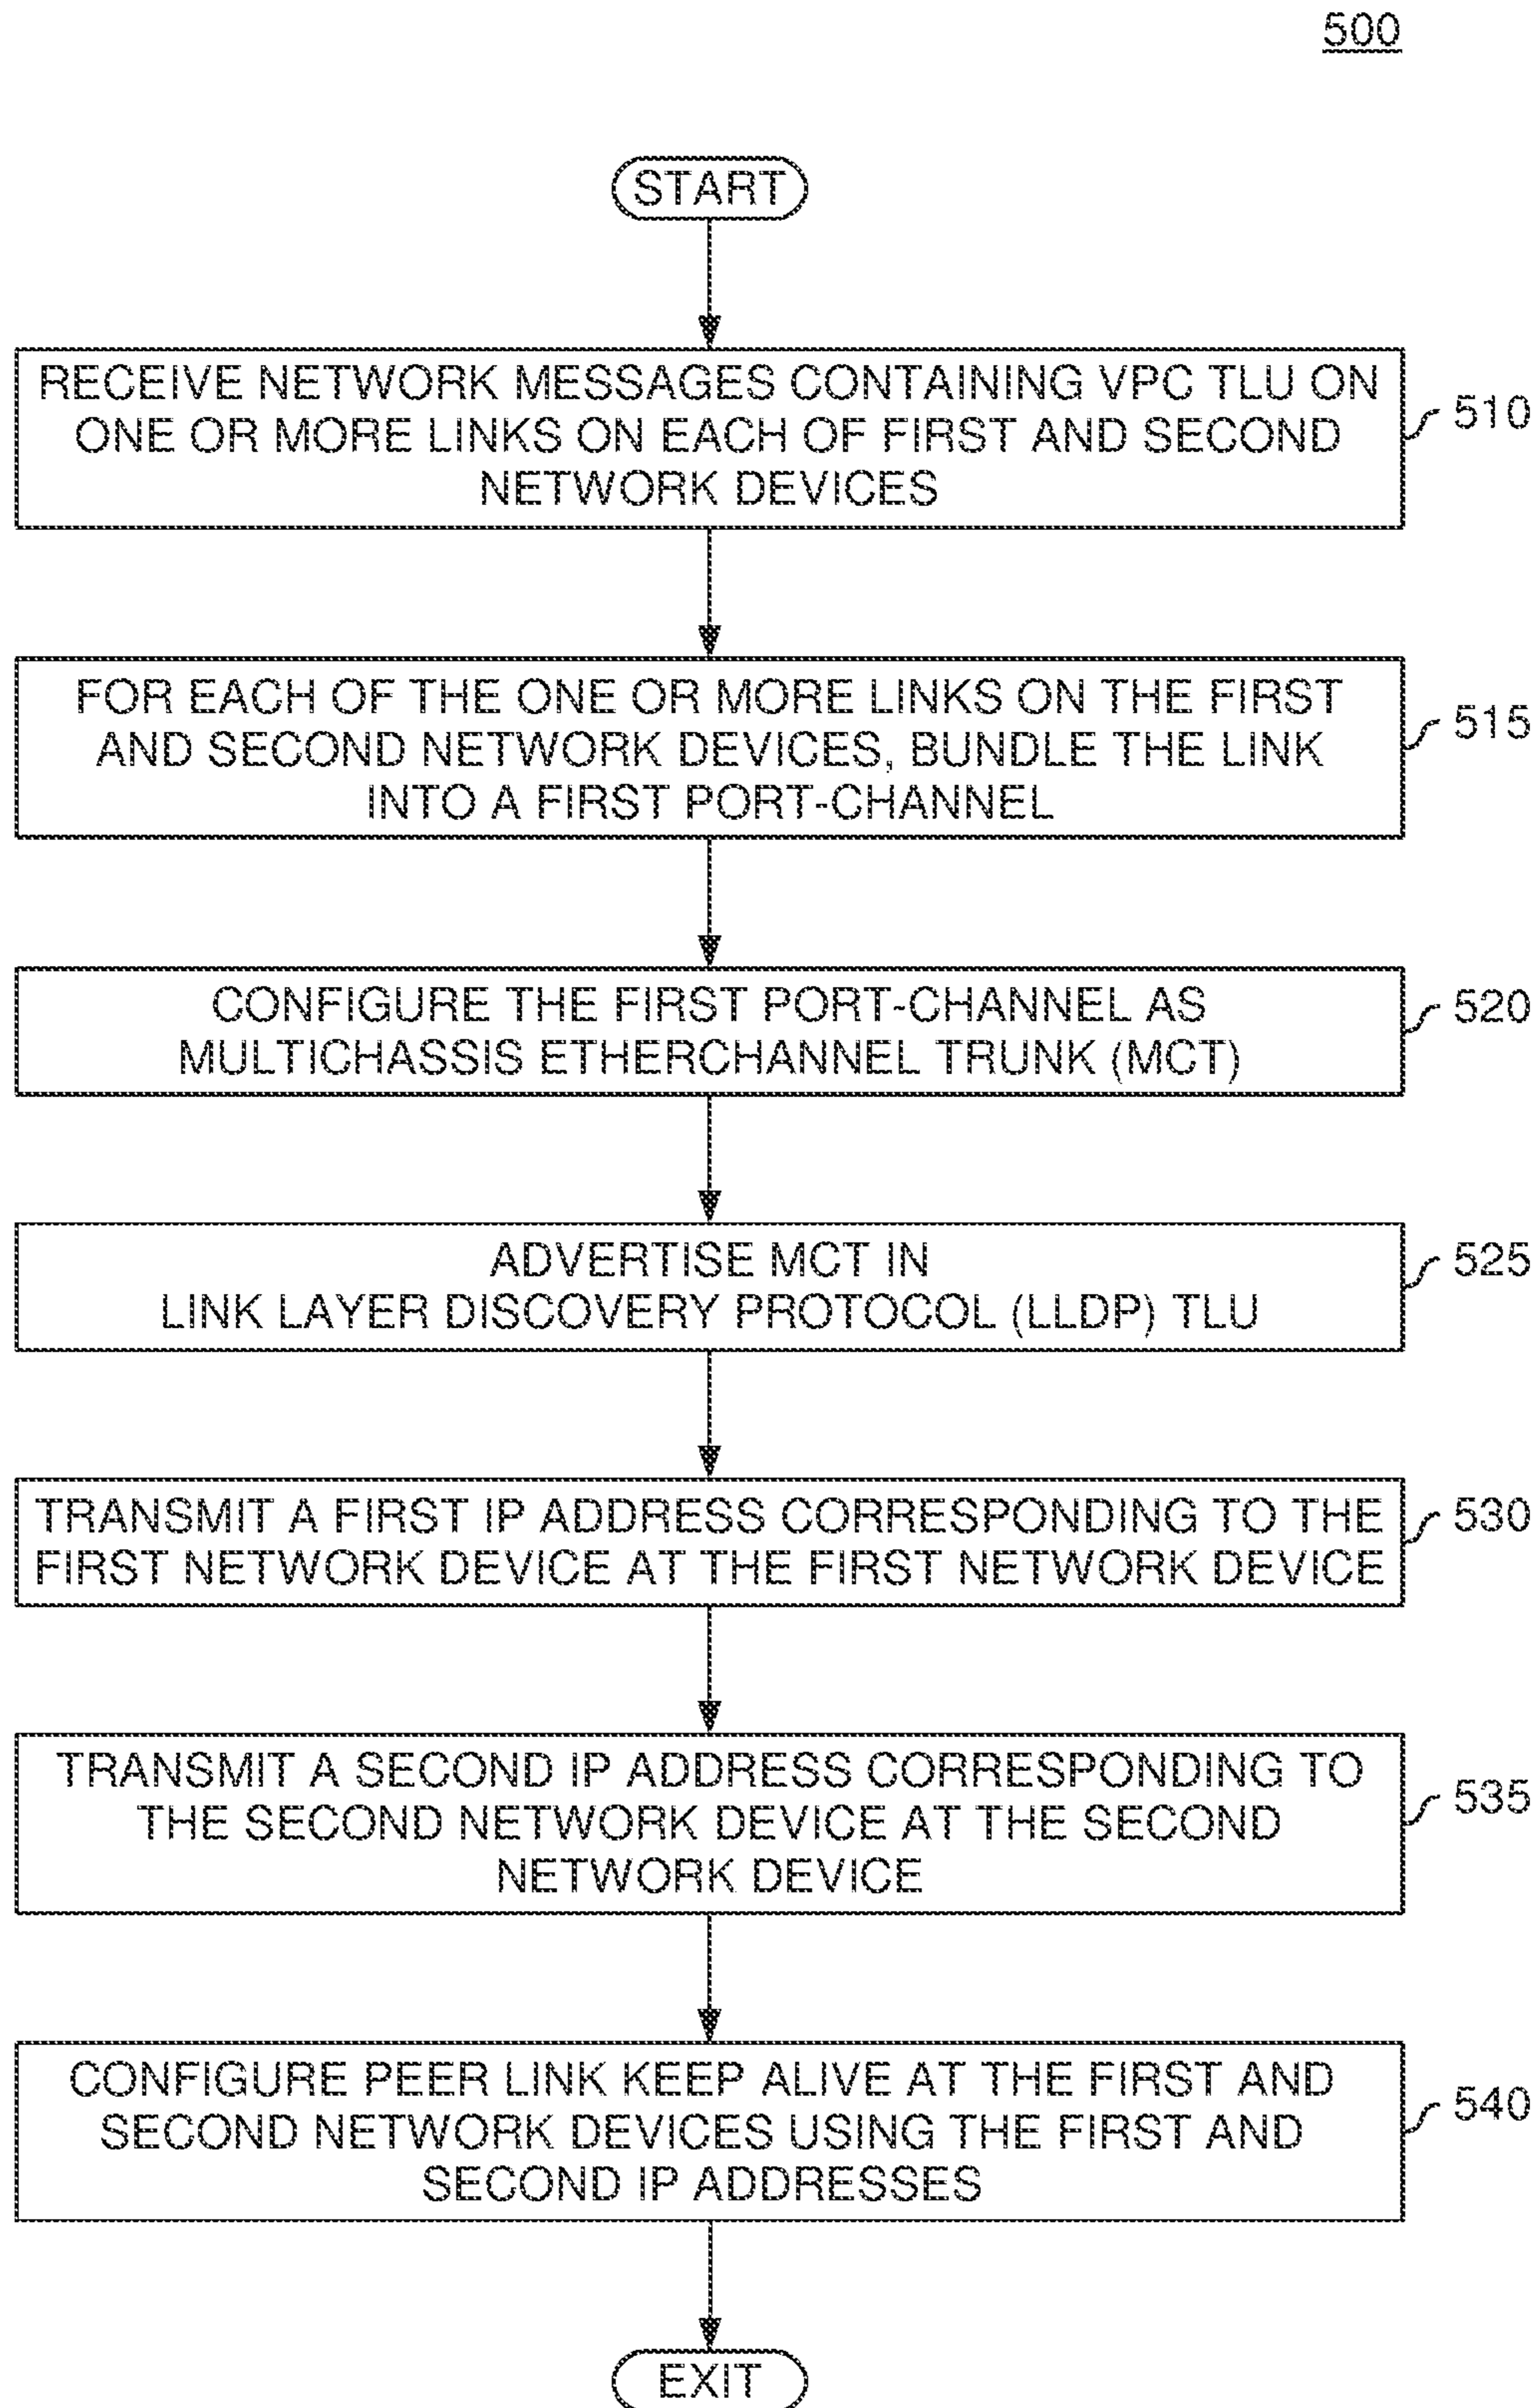 500
START
RECEIVE NETWORK MESSAGES CONTAINING VPC TLU ON
ONE OR MORE LINKS ON EACH OF FIRST AND SECOND
NETWORK DEVICES
510
FOR EACH OF THE ONE OR MORE LINKS ON THE FIRST
AND SECOND NETWORK DEVICES, BUNDLE THE LINK
INTO A FIRST PORT-CHANNEL
515
CONFIGURE THE FIRST PORT-CHANNEL AS
MULTICHASSIS ETHERCHANNEL TRUNK (MCT)
520
ADVERTISE MCT IN
LINK LAYER DISCOVERY PROTOCOL (LLDP) TLU
525
TRANSMIT A FIRST IP ADDRESS CORRESPONDING TO THE
FIRST NETWORK DEVICE AT THE FIRST NETWORK DEVICE
530
TRANSMIT A SECOND IP ADDRESS CORRESPONDING TO
THE SECOND NETWORK DEVICE AT THE SECOND
NETWORK DEVICE
535
CONFIGURE PEER LINK KEEP ALIVE AT THE FIRST AND
SECOND NETWORK DEVICES USING THE FIRST AND
SECOND IP ADDRESSES
540
EXIT